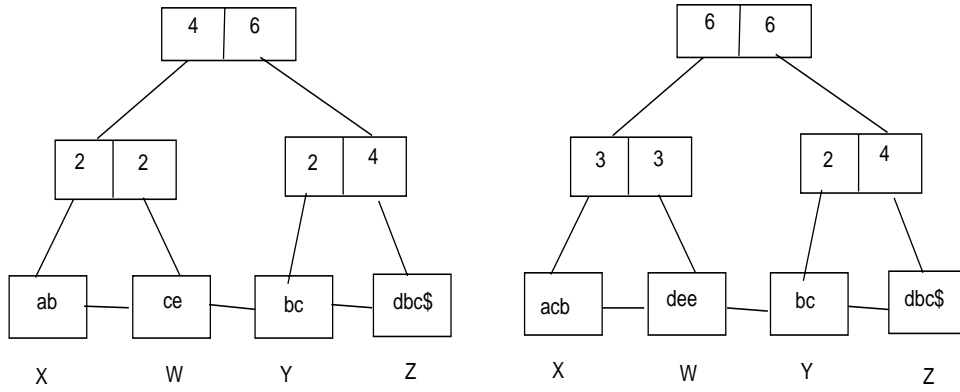 4 6 6 6
2 2 2 4 3 3 2 4
ab ce bc dbc$ acb dee bc dbc$
X W Y Z X W Y Z